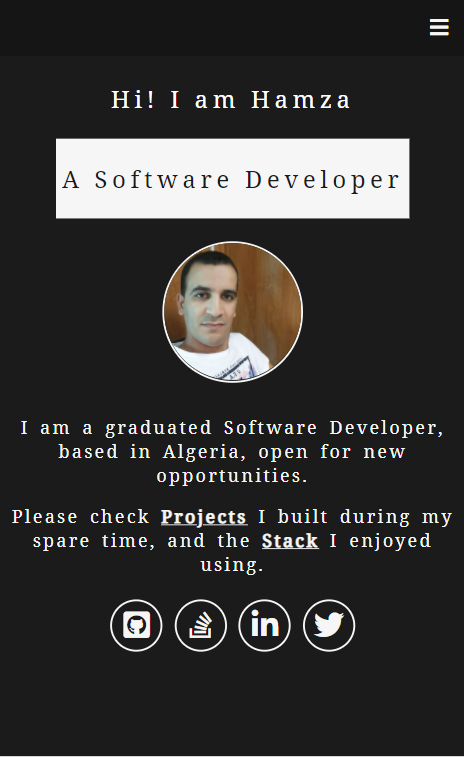 Hi! I am Hamza
A Software Developer
I am a graduated Software Developer,
based in Algeria, open for new
opportunities.
Please check Projects I built during my
spare time, and the Stack I enjoyed
using.
in